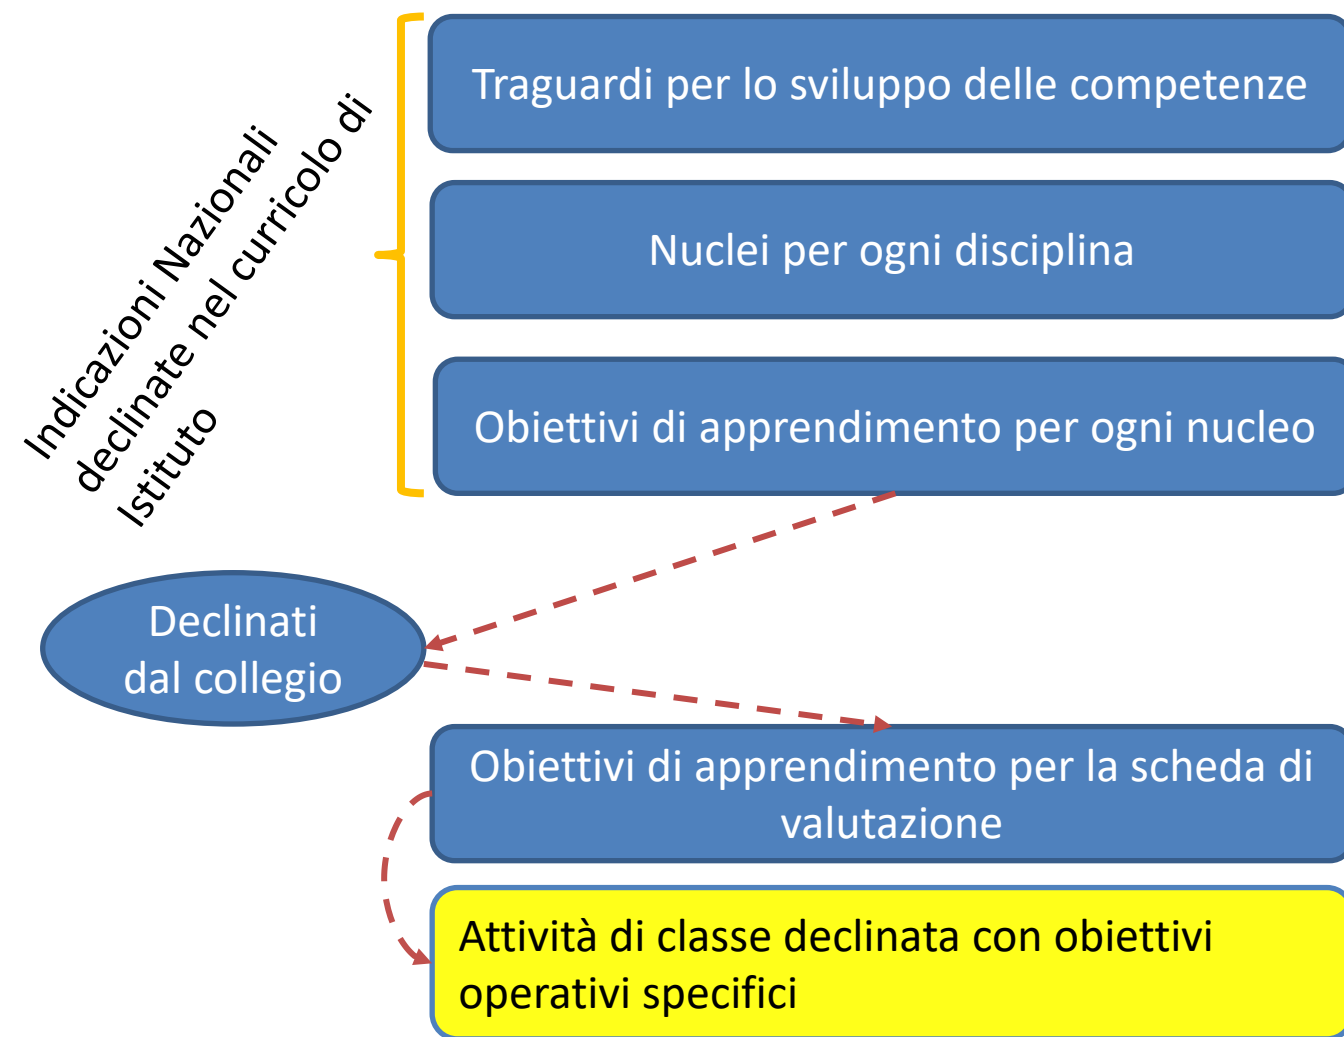 Indicazioni Nazionali
declinate nel curricolo di
Istituto
Traguardi per lo sviluppo delle competenze
Nuclei per ogni disciplina
Obiettivi di apprendimento per ogni nucleo
Declinati
dal collegio
Obiettivi di apprendimento per la scheda di
valutazione
Attività di classe declinata con obiettivi
operativi specifici